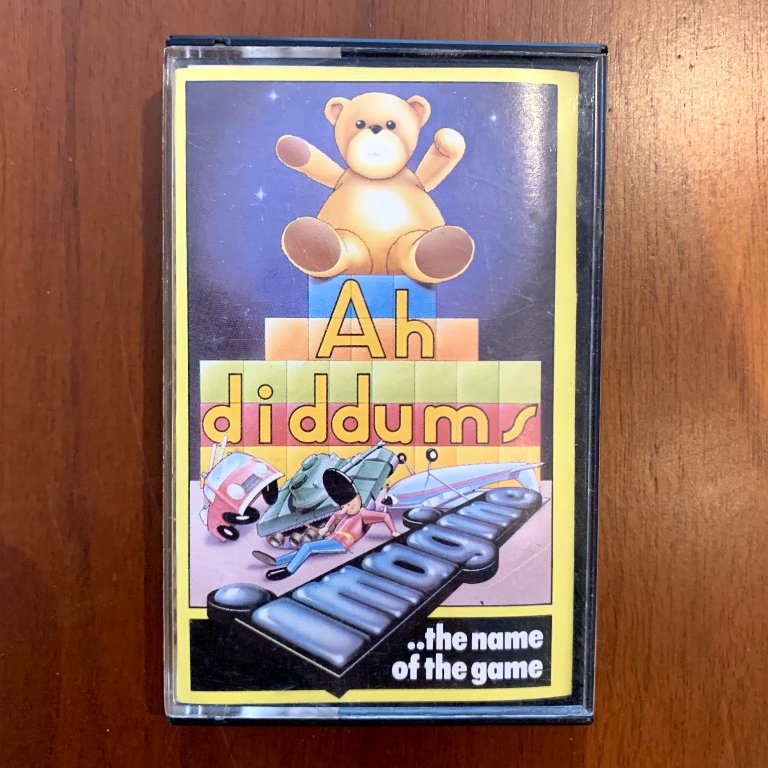 Ah
diddums
imagine
..the name
of the game